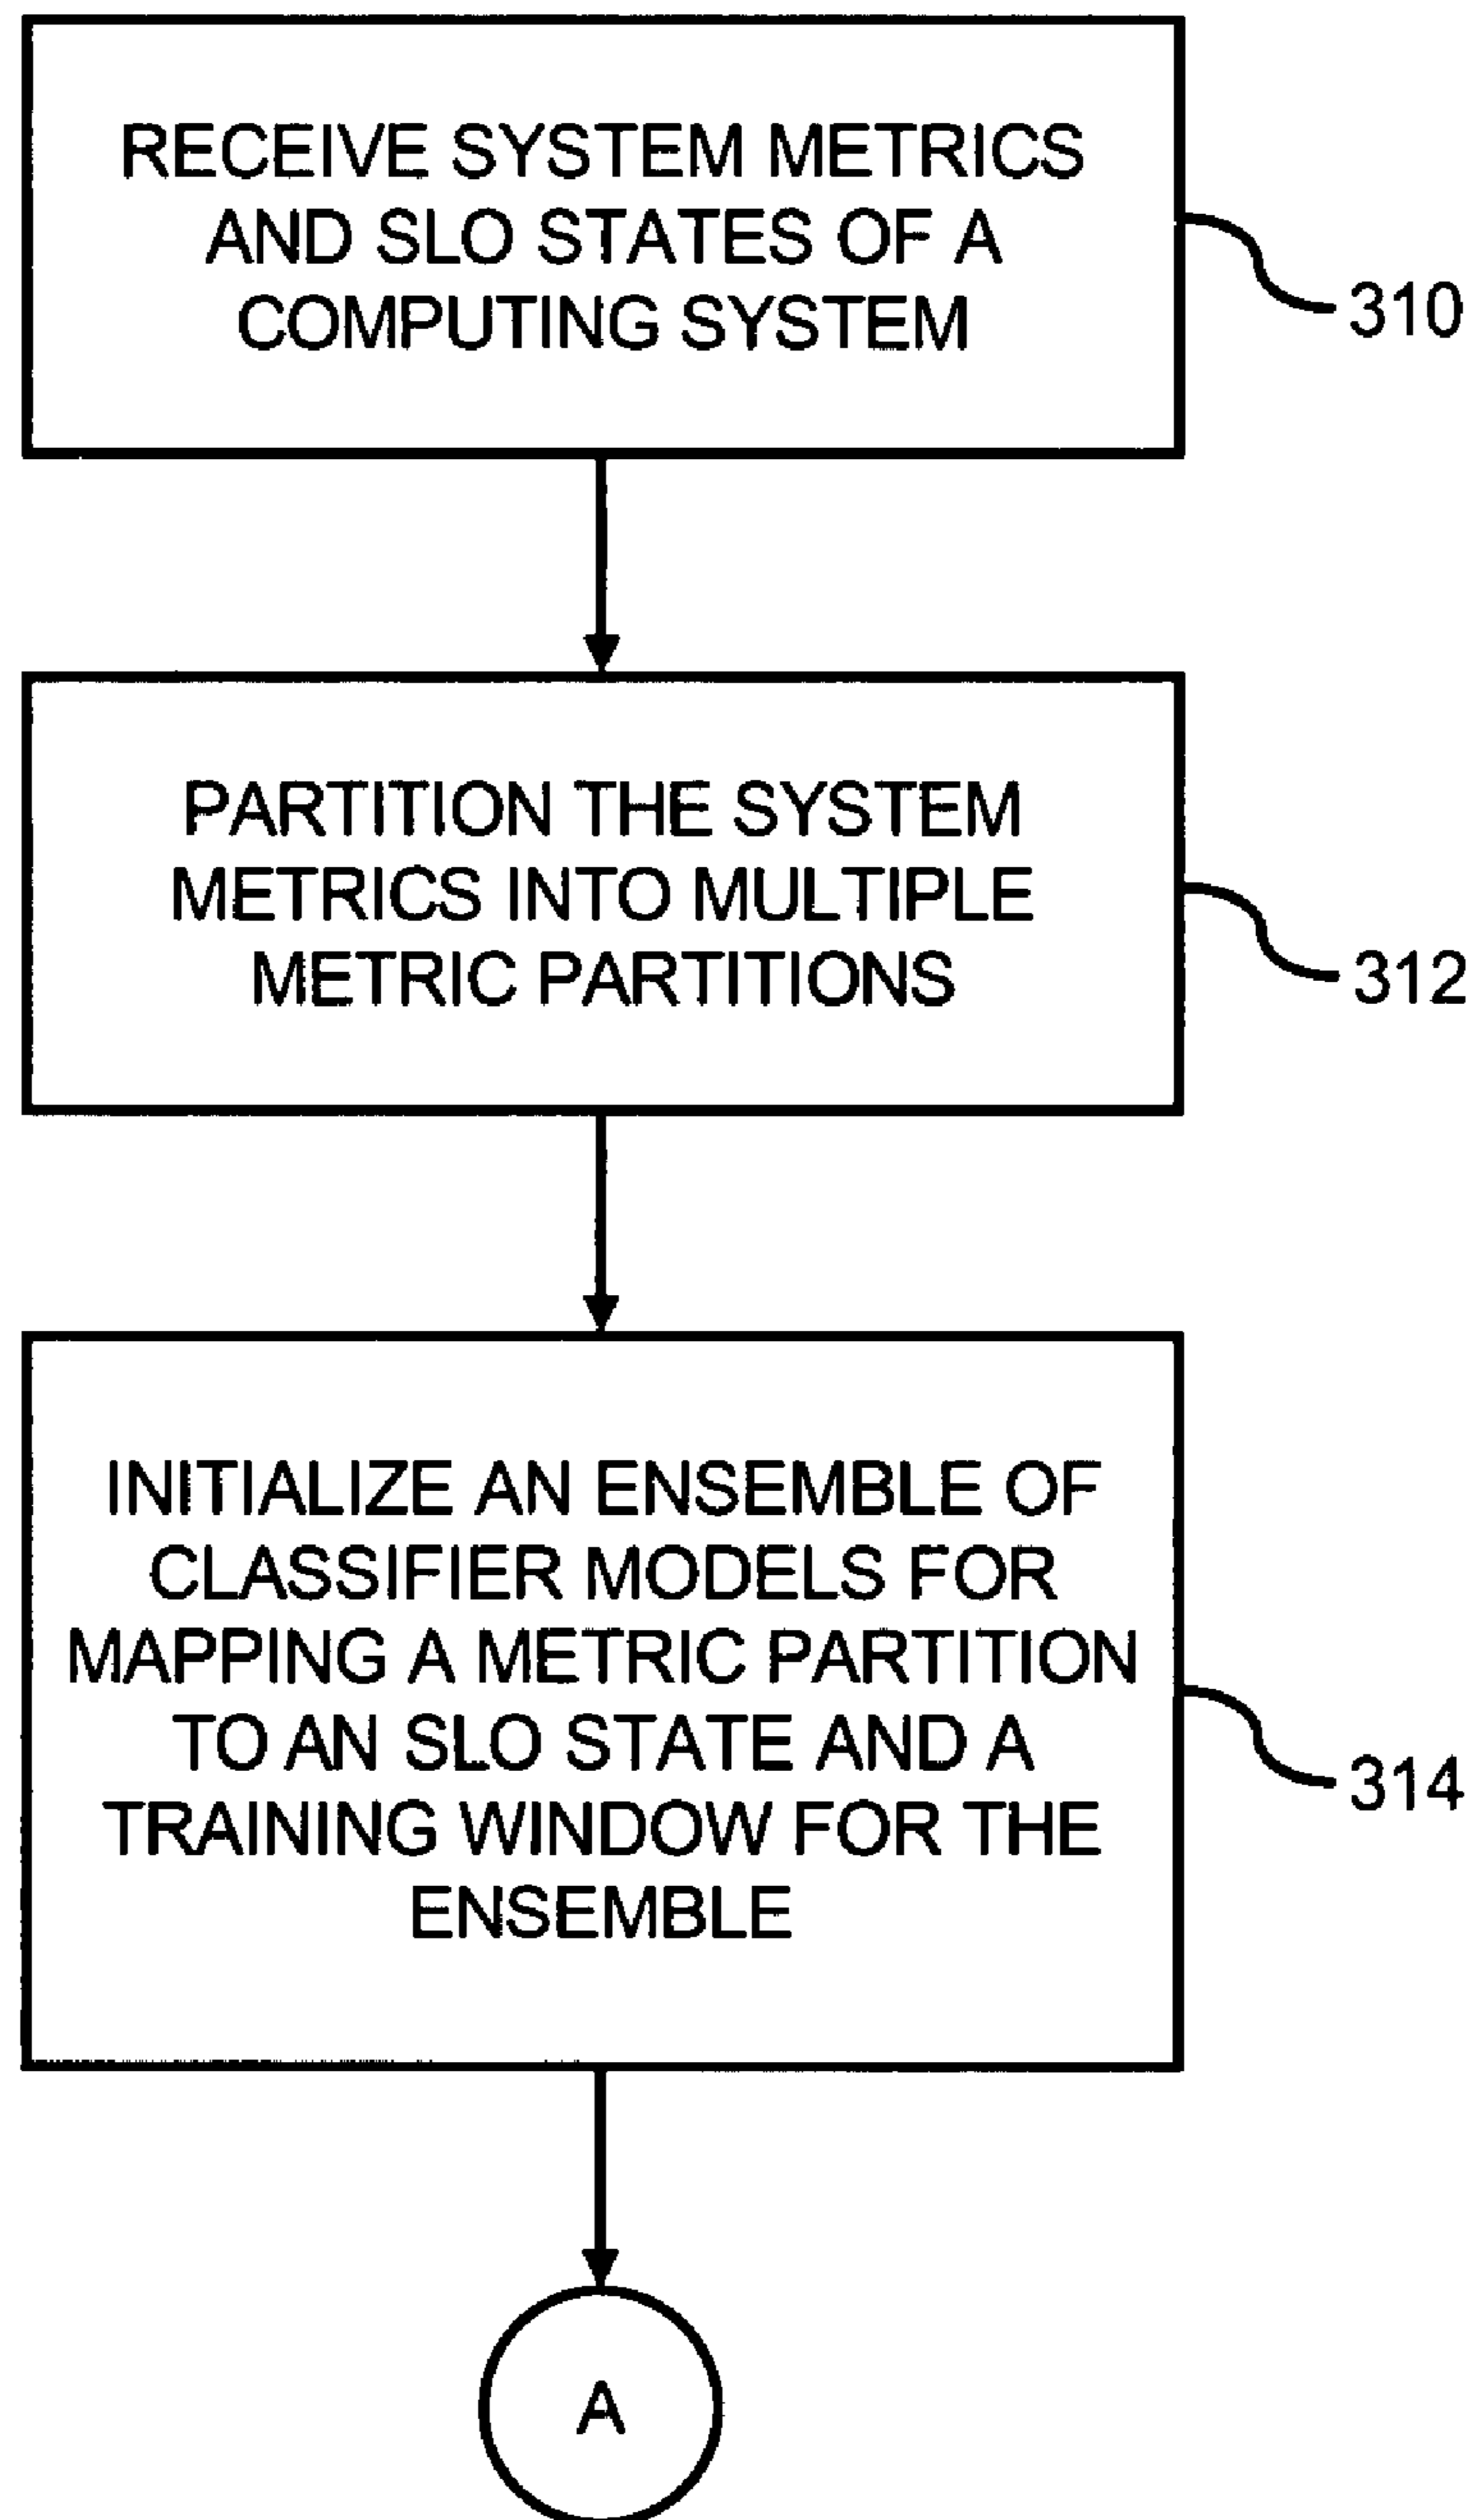 RECEIVE SYSTEM METRICS
AND SLO STATES OF A
COMPUTING SYSTEM
310
PARTITION THE SYSTEM
METRICS INTO MULTIPLE
METRIC PARTITIONS
312
INITIALIZE AN ENSEMBLE OF
CLASSIFIER MODELS FOR
MAPPING A METRIC PARTITION
TO AN SLO STATE AND A
TRAINING WINDOW FOR THE
ENSEMBLE
314
A